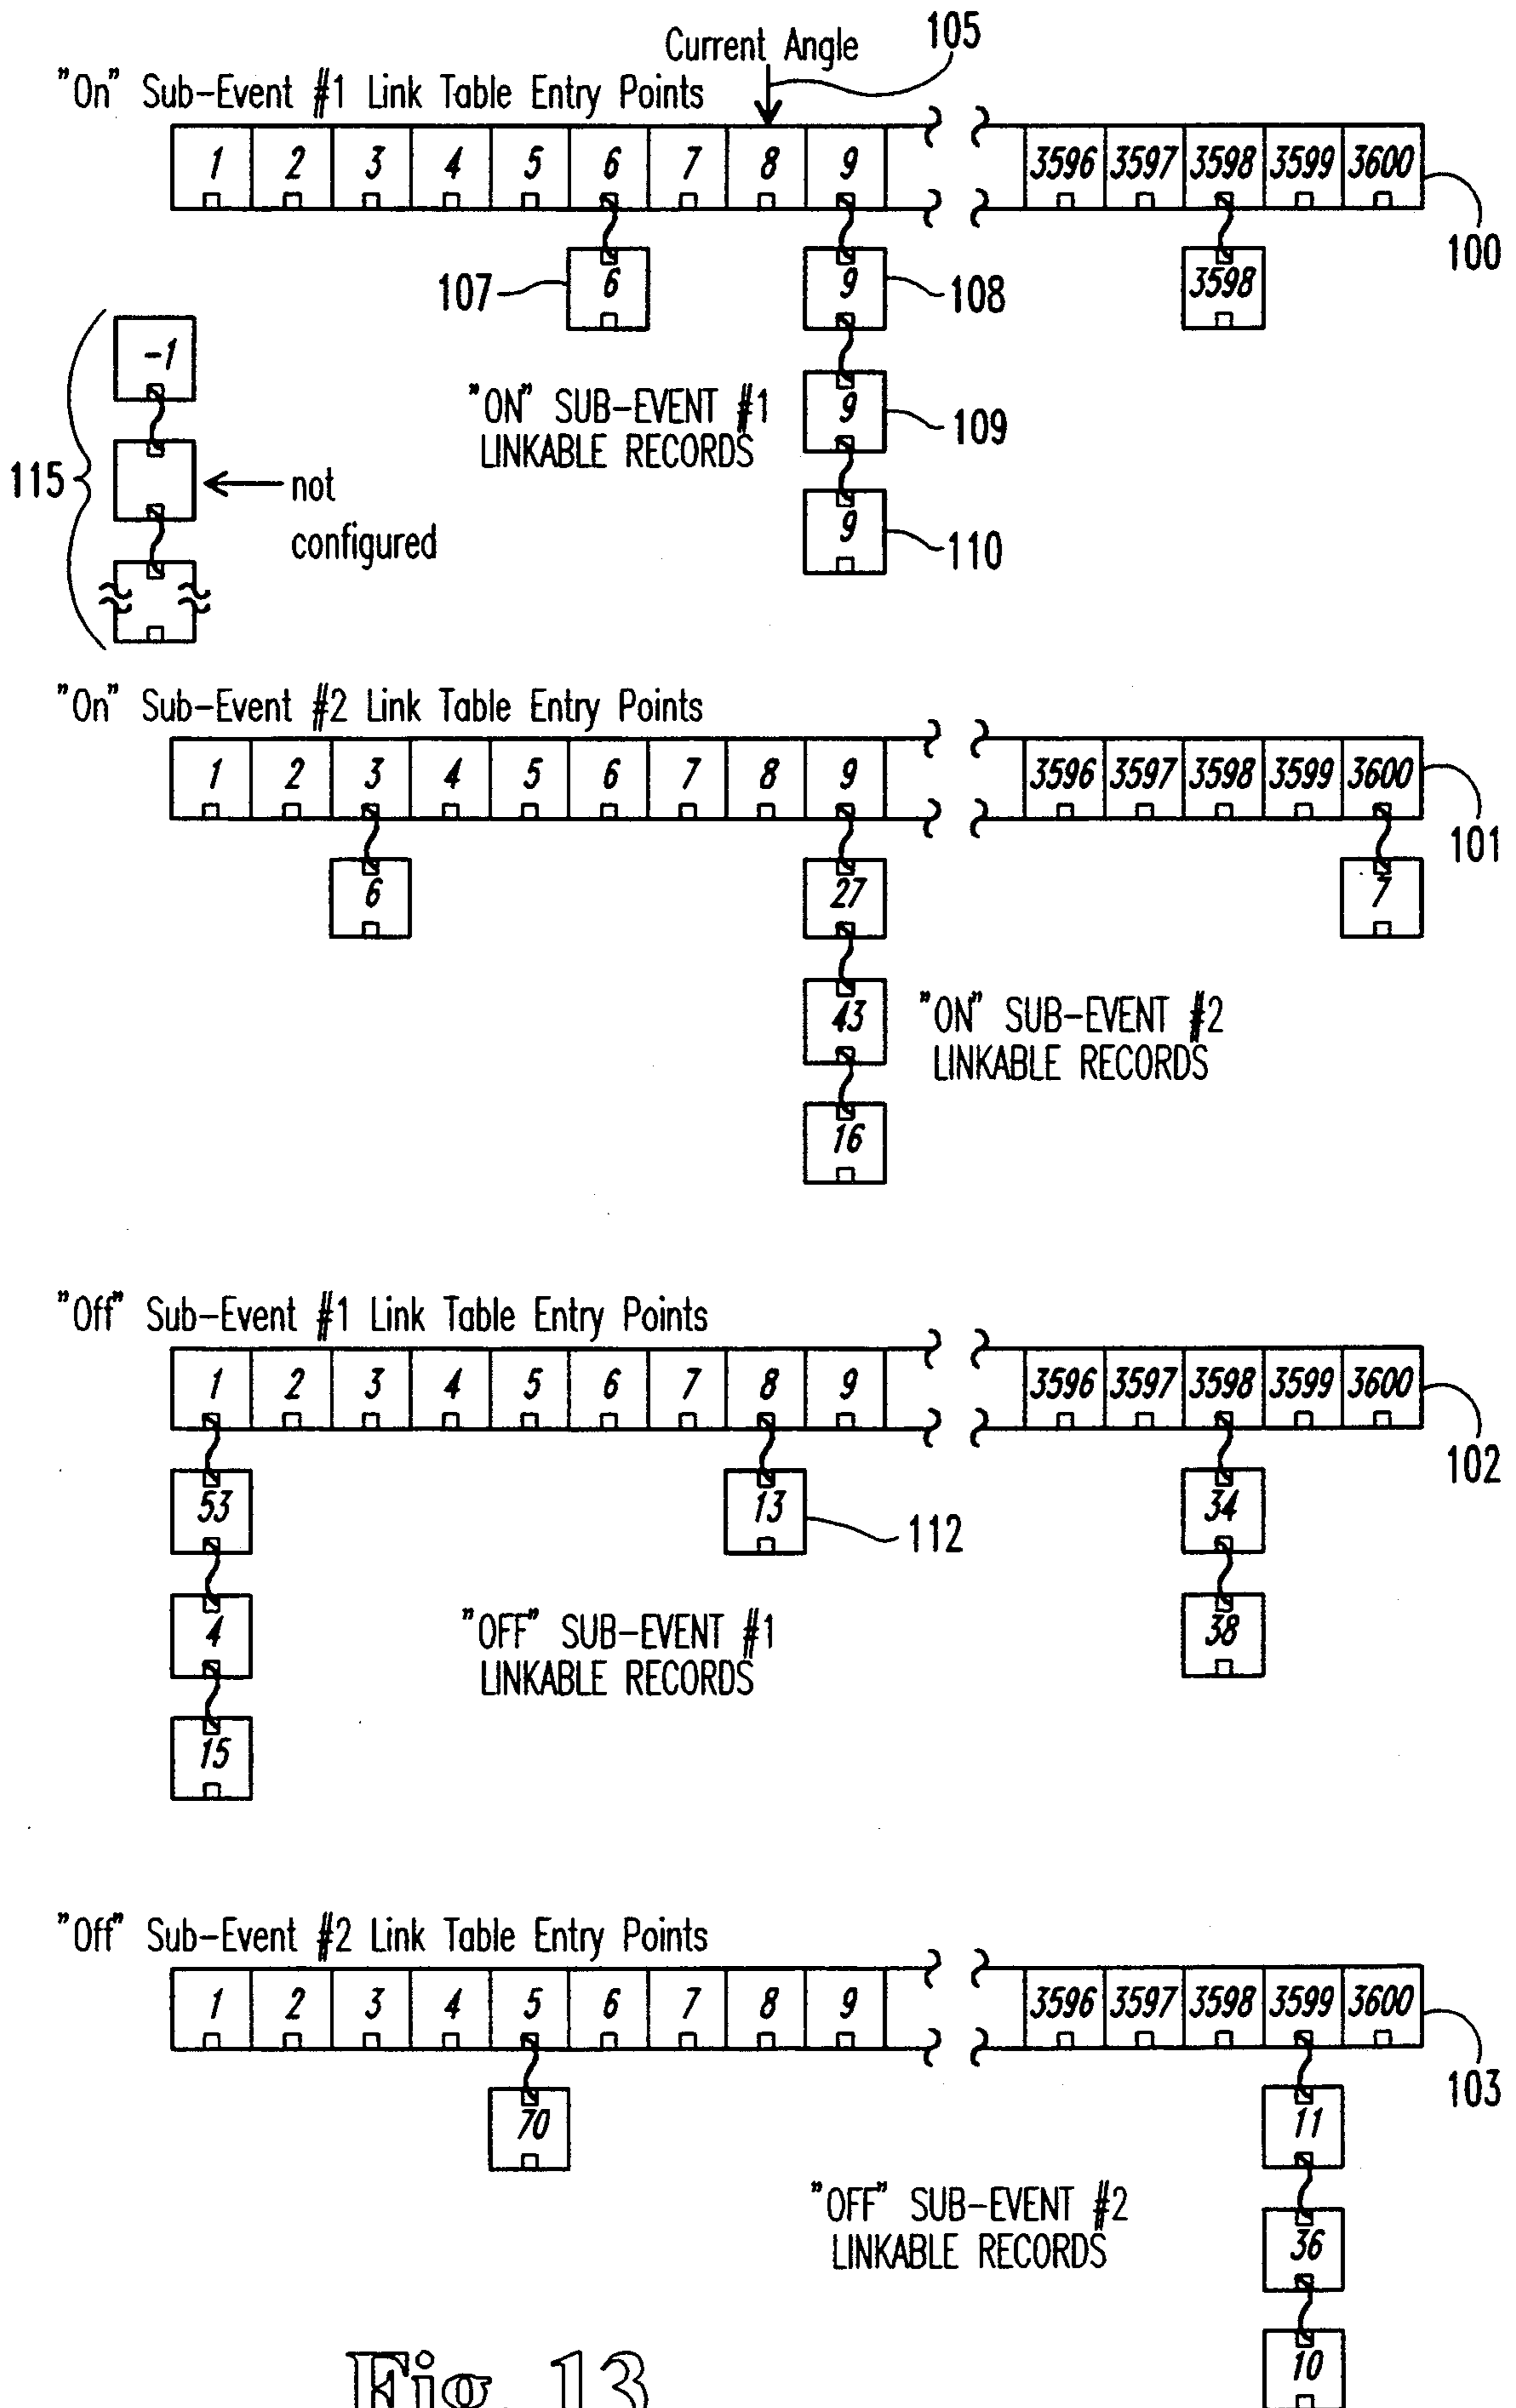 Current Angle 105
"On" Sub-Event #1 Link Table Entry Points
1 2 3 4 5 6 7 8 9 3596 3597 3598 3599 3600
100
107 6 9 108 3598
-1
"ON" SUB-EVENT #1
LINKABLE RECORDS
9 109
115 not
configured
9 110
"On" Sub-Event #2 Link Table Entry Points
1 2 3 4 5 6 7 8 9 3596 3597 3598 3599 3600
101
6 27 7
43
"ON" SUB-EVENT #2
LINKABLE RECORDS
16
"Off" Sub-Event #1 Link Table Entry Points
1 2 3 4 5 6 7 8 9 3596 3597 3598 3599 3600
102
53 13 34
112
4 38
"OFF" SUB-EVENT #1
LINKABLE RECORDS
15
"Off" Sub-Event #2 Link Table Entry Points
1 2 3 4 5 6 7 8 9 3596 3597 3598 3599 3600
103
70 11
"OFF" SUB-EVENT #2
LINKABLE RECORDS
36
10
Fig. 13